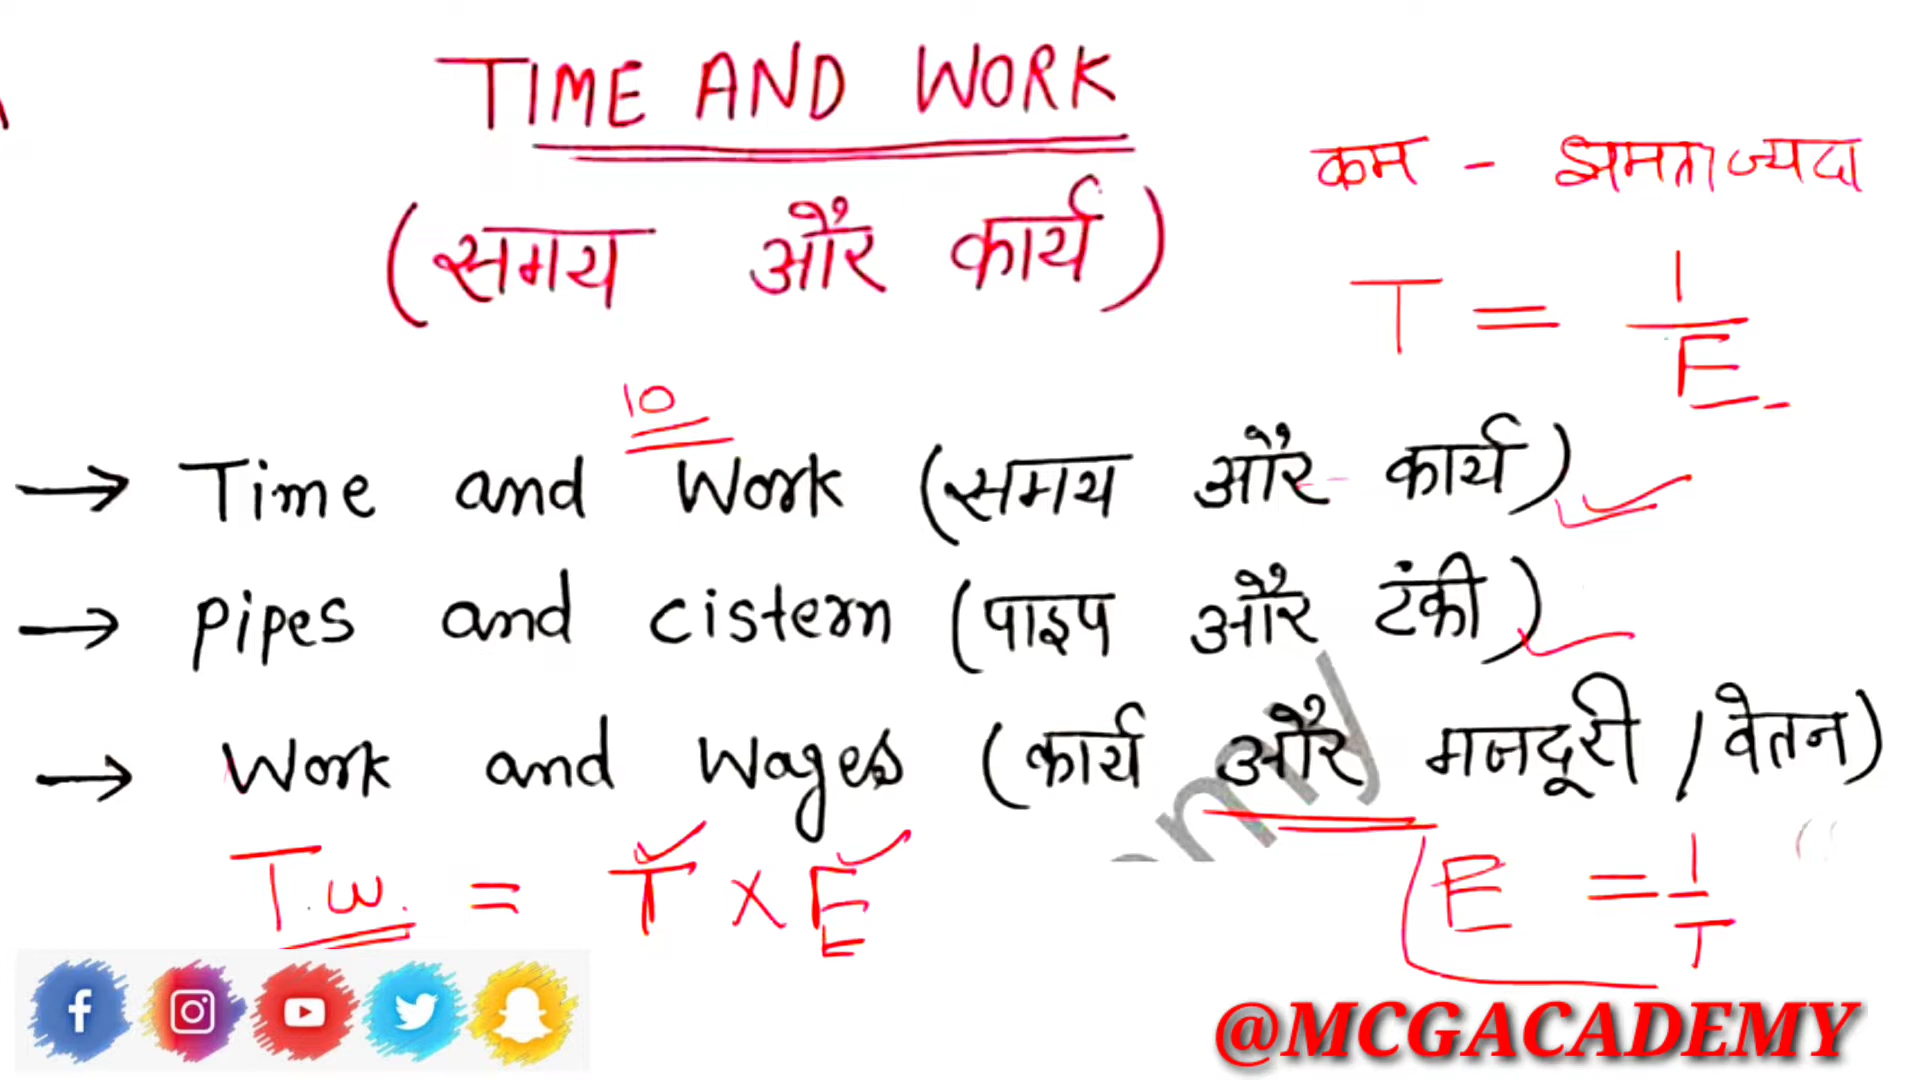 TIME AND WORK
(समय और कार्य)
कम - क्षमता ज्यदा
T = 1/E
10
→ Time and Work (समय और कार्य)
→ Pipes and cistern (पाइप और टंकी)
→ Work and Wages (कार्य और मजदूरी / वेतन)
T.W. = T × E
E = 1/T
@MCGACADEMY